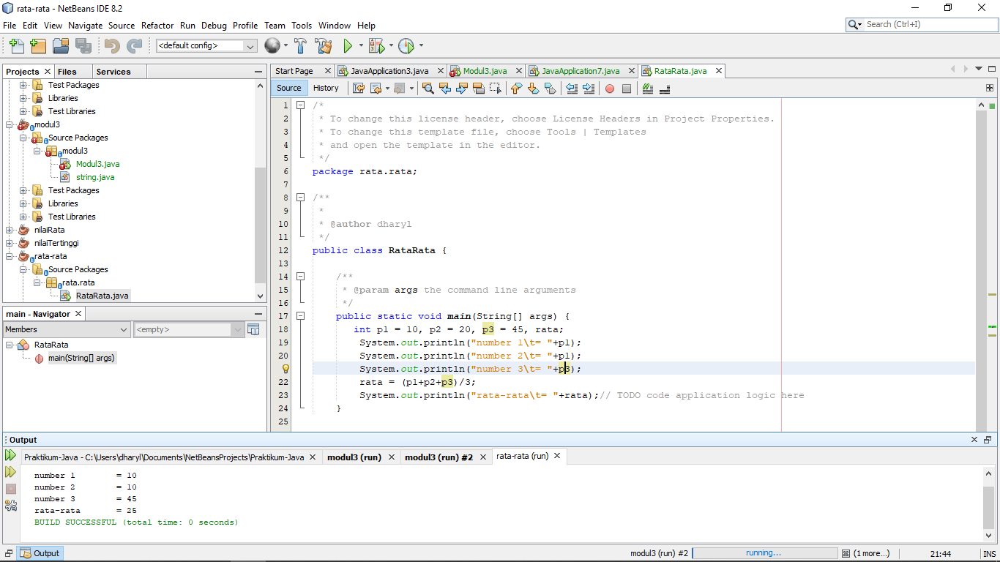 rata-rata - NetBeans IDE 8.2
File Edit View Navigate Source Refactor Run Debug Profile Team Tools Window Help
Search (Ctrl+I)
<default config>
Projects Files Services
Test Packages
Libraries
Test Libraries
modul3
Source Packages
modul3
Modul3.java
string.java
Test Packages
Libraries
Test Libraries
nilaiRata
nilaiTertinggi
rata-rata
Source Packages
rata.rata
RataRata.java
main - Navigator
Members <empty>
RataRata
main(String[] args)
Start Page JavaApplication3.java Modul3.java JavaApplication7.java RataRata.java
Source History
1 /*
2 * To change this license header, choose License Headers in Project Properties.
3 * To change this template file, choose Tools | Templates
4 * and open the template in the editor.
5 */
6 package rata.rata;
7
8 /**
9 *
10 * @author dharyl
11 */
12 public class RataRata {
13
14 /**
15 * @param args the command line arguments
16 */
17 public static void main(String[] args) {
18 int p1 = 10, p2 = 20, p3 = 45, rata;
19 System.out.println("number 1\t= "+p1);
20 System.out.println("number 2\t= "+p1);
System.out.println("number 3\t= "+p3);
22 rata = (p1+p2+p3)/3;
23 System.out.println("rata-rata\t= "+rata);// TODO code application logic here
24 }
25
Output
Praktikum-Java - C:\Users\dharyl\Documents\NetBeansProjects\Praktikum-Java modul3 (run) modul3 (run) #2 rata-rata (run)
number 1 = 10
number 2 = 10
number 3 = 45
rata-rata = 25
BUILD SUCCESSFUL (total time: 0 seconds)
Output modul3 (run) #2 running... (1 more...) 21:44 INS